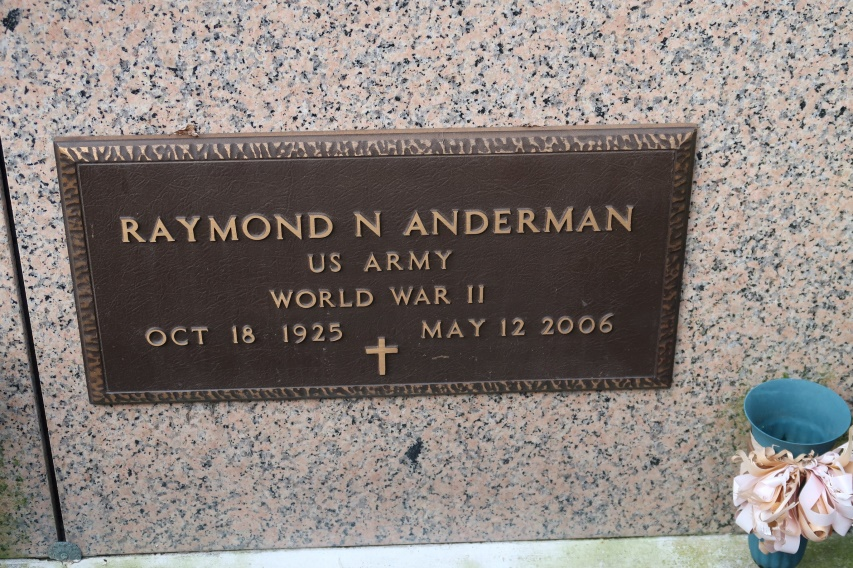 RAYMOND N ANDERMAN
US ARMY
WORLD WAR II
OCT 18 1925 MAY 12 2006